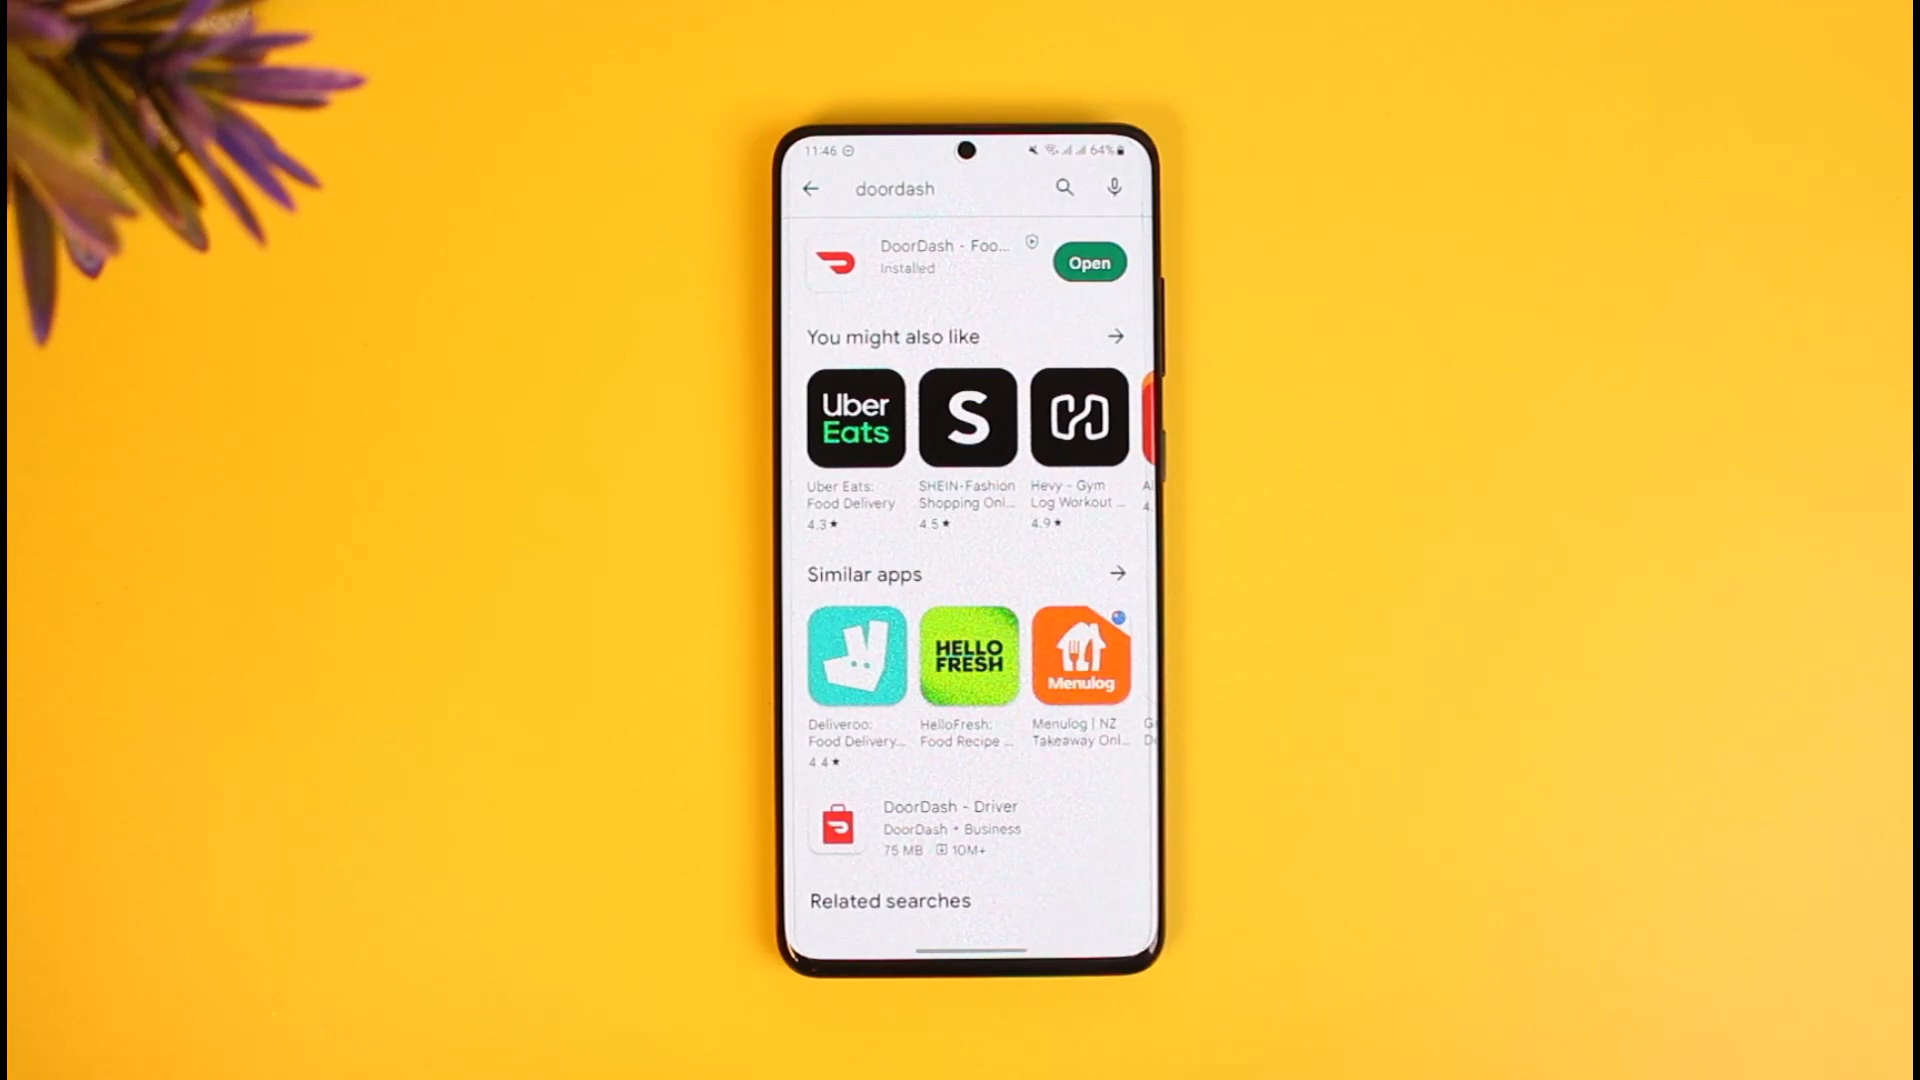 11:46
64%
doordash
DoorDash - Foo...
Installed
Open
You might also like
Uber
Eats
S
Uber Eats:
Food Delivery
4.3★
SHEIN-Fashion
Shopping Onl...
4.5★
Hevy - Gym
Log Workout ...
4.9★
Al
4.
Similar apps
HELLO
FRESH
Menulog
Deliveroo:
Food Delivery...
4.4★
HelloFresh:
Food Recipe ...
Menulog | NZ
Takeaway Onl...
G
De
DoorDash - Driver
DoorDash • Business
75 MB 10M+
Related searches